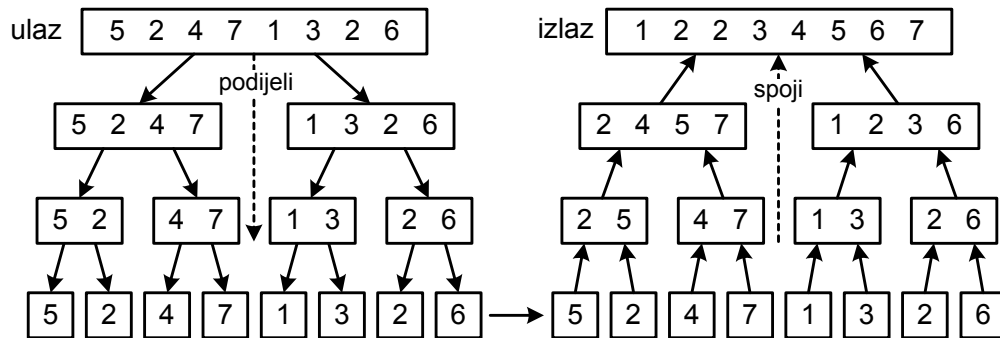 ulaz 5 2 4 7 1 3 2 6
izlaz 1 2 2 3 4 5 6 7
podijeli
spoji
5 2 4 7
1 3 2 6
2 4 5 7
1 2 3 6
5 2
4 7
1 3
2 6
2 5
4 7
1 3
2 6
5 2 4 7 1 3 2 6
5 2 4 7 1 3 2 6